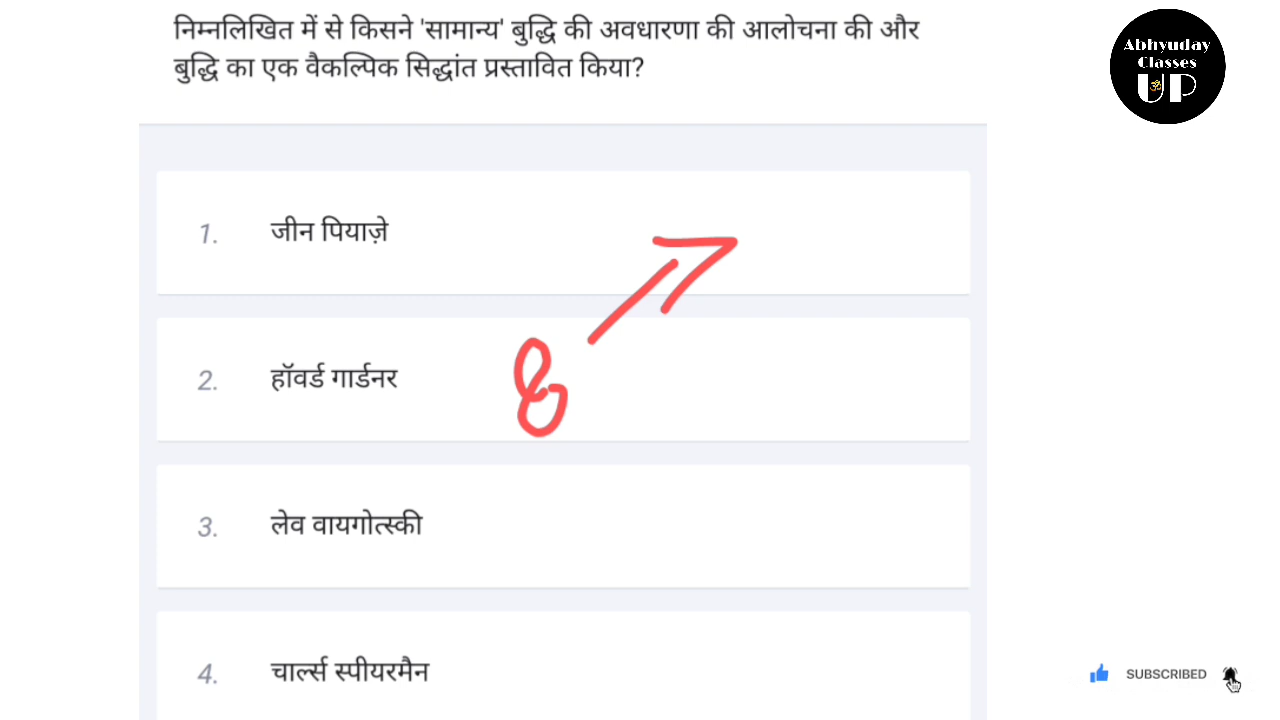 निम्नलिखित में से किसने 'सामान्य' बुद्धि की अवधारणा की आलोचना की और
बुद्धि का एक वैकल्पिक सिद्धांत प्रस्तावित किया?
Abhyuday
Classes
UP
1. जीन पियाज़े
2. हॉवर्ड गार्डनर
8
3. लेव वायगोत्स्की
4. चार्ल्स स्पीयरमैन
SUBSCRIBED